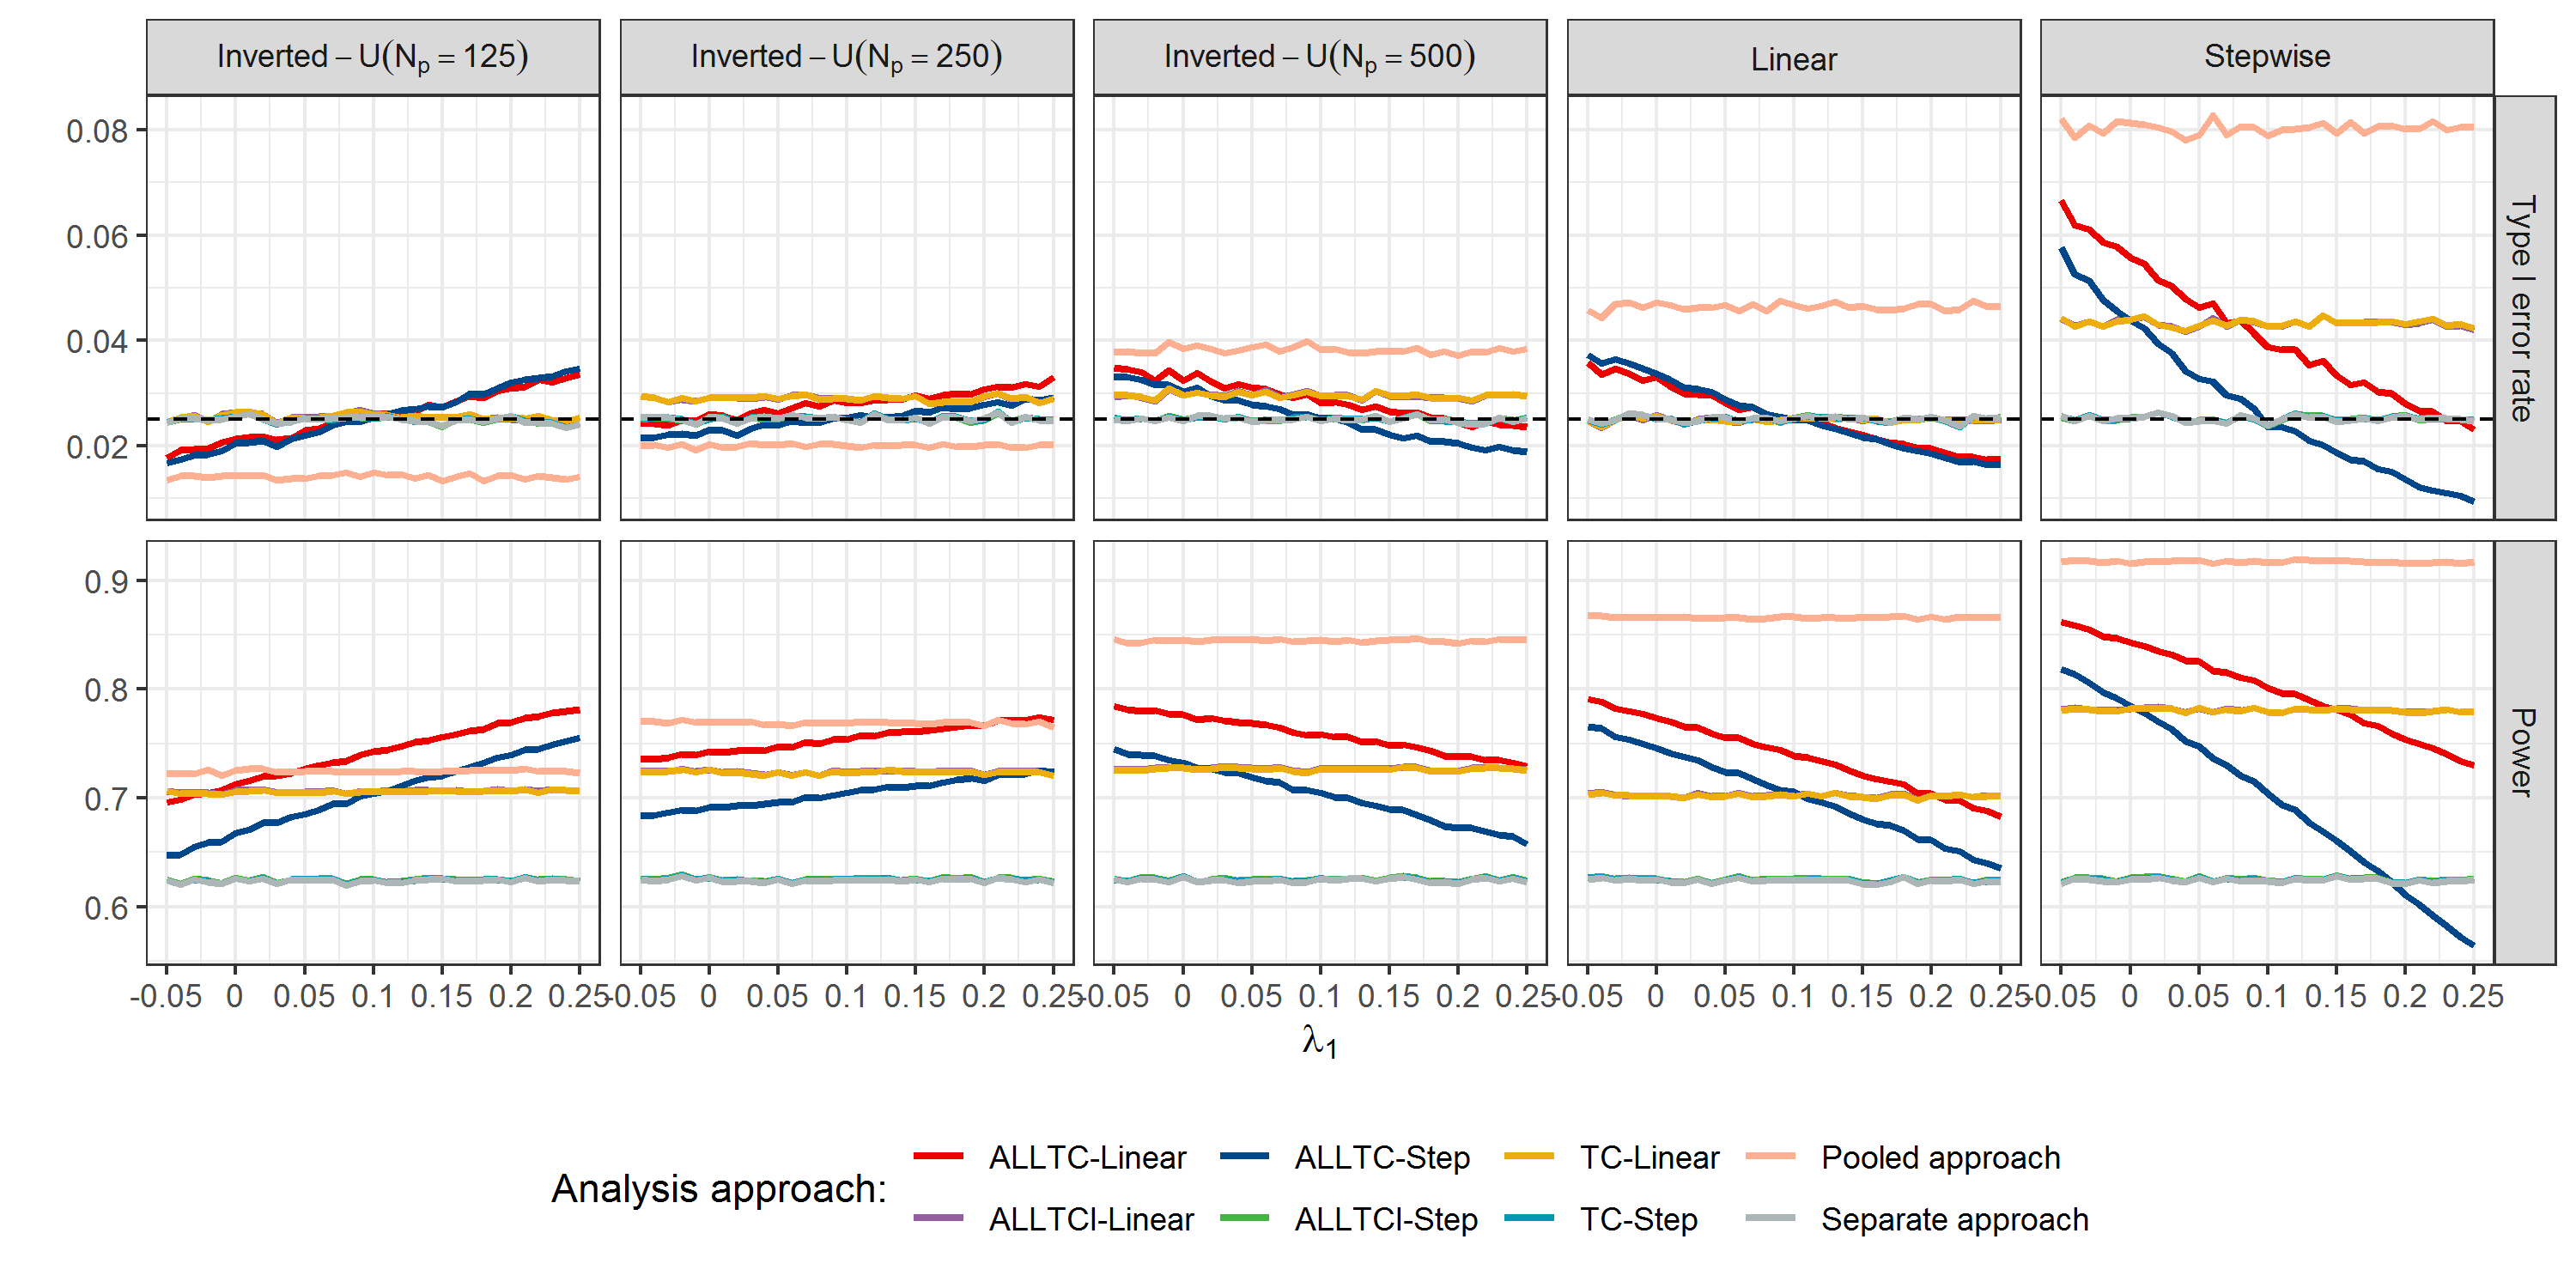 Inverted − U(Np = 125)
Inverted − U(Np = 250)
Inverted − U(Np = 500)
Linear
Stepwise
0.08
0.06
0.04
0.02
Type I error rate
0.9
0.8
0.7
0.6
Power
-0.05 0 0.05 0.1 0.15 0.2 0.25
-0.05 0 0.05 0.1 0.15 0.2 0.25
-0.05 0 0.05 0.1 0.15 0.2 0.25
-0.05 0 0.05 0.1 0.15 0.2 0.25
-0.05 0 0.05 0.1 0.15 0.2 0.25
λ1
Analysis approach:
ALLTC-Linear ALLTC-Step TC-Linear Pooled approach
ALLTCI-Linear ALLTCI-Step TC-Step Separate approach